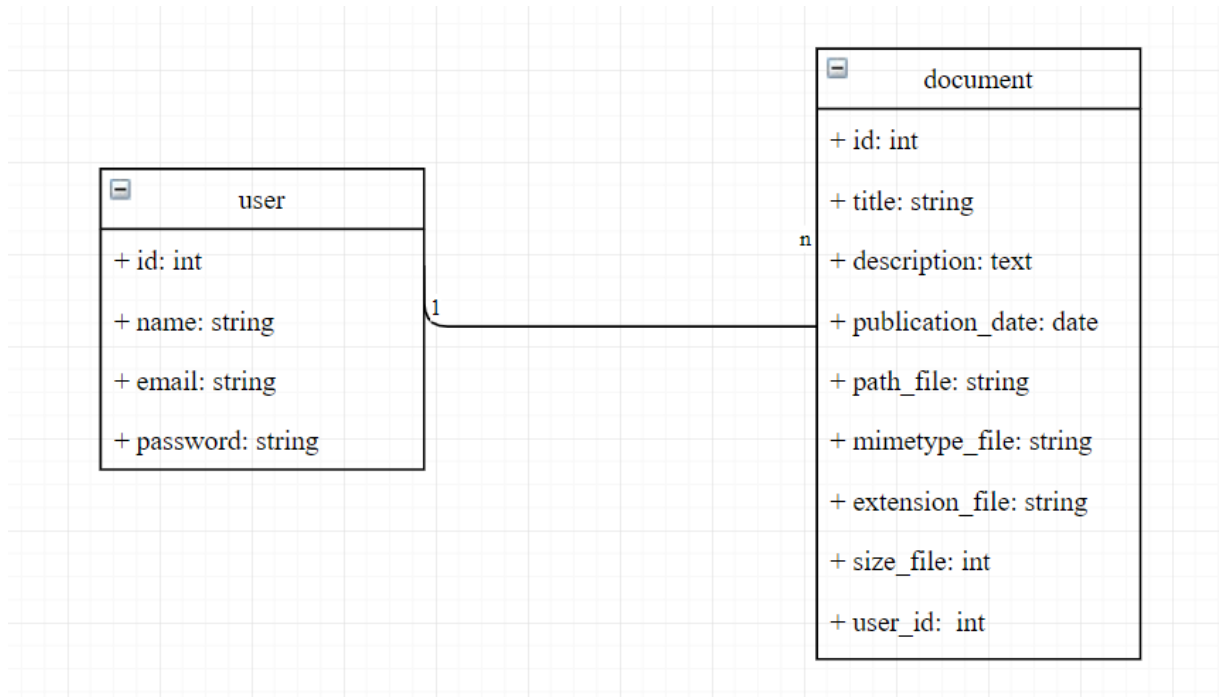 user
+ id: int
+ name: string
+ email: string
+ password: string
1
n
document
+ id: int
+ title: string
+ description: text
+ publication_date: date
+ path_file: string
+ mimetype_file: string
+ extension_file: string
+ size_file: int
+ user_id:  int